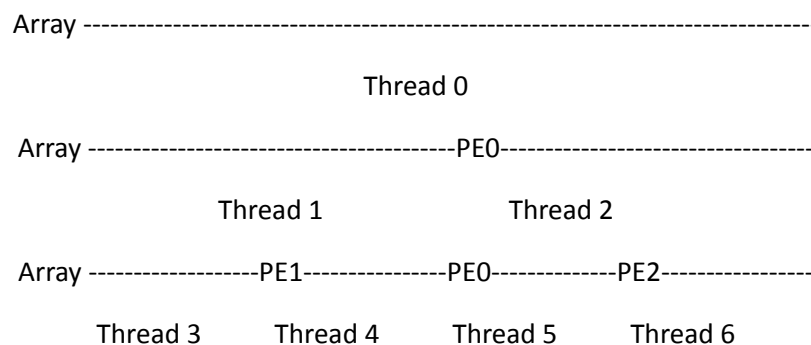 Array ---------------------------------------------------------------------------------
Thread 0
Array -----------------------------------------PE0-----------------------------------
Thread 1 Thread 2
Array -------------------PE1----------------PE0--------------PE2-----------------
Thread 3 Thread 4 Thread 5 Thread 6